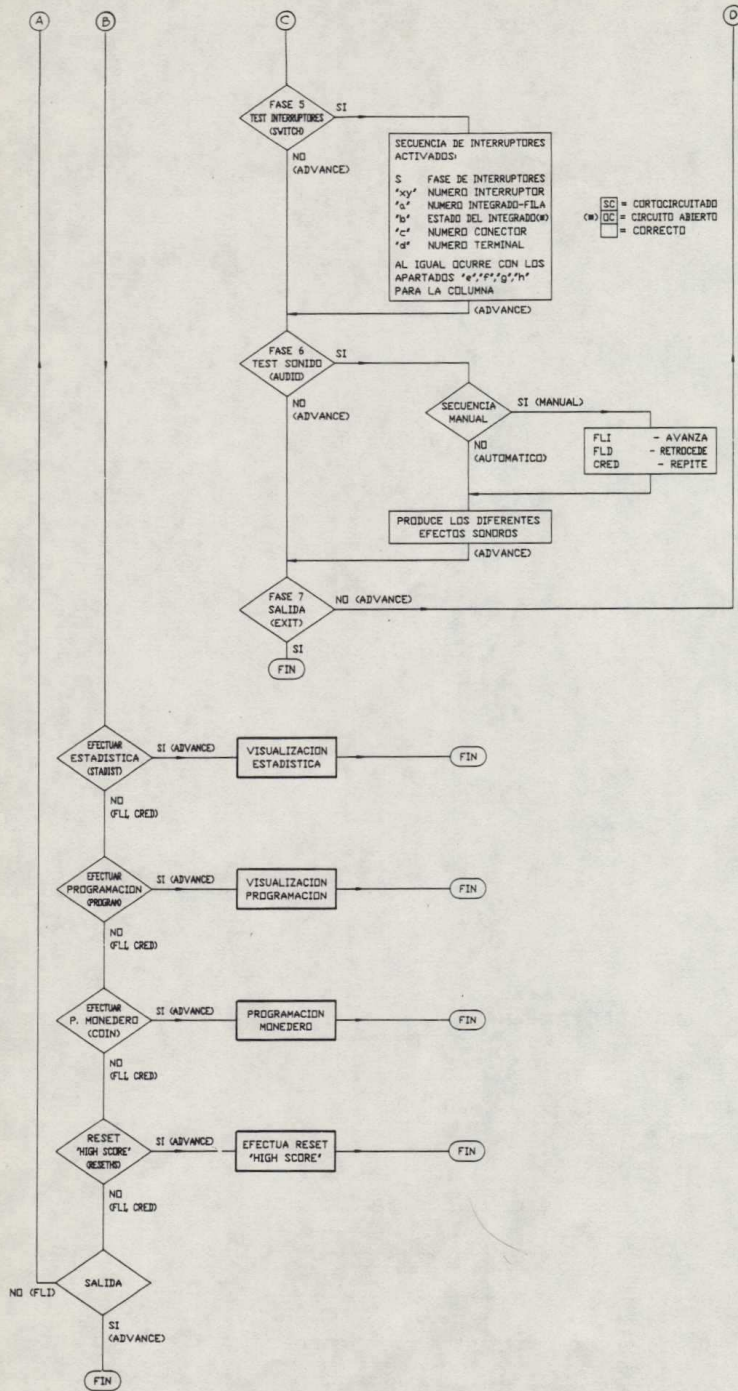 A
B
C
D
FASE 5
TEST INTERRUPTORES
(SWITCH)
SI
NO
(ADVANCE)
SECUENCIA DE INTERRUPTORES
ACTIVADOS:
S FASE DE INTERRUPTORES
"xy" NUMERO INTERRUPTOR
"a" NUMERO INTEGRADO-FILA
"b" ESTADO DEL INTEGRADO(*)
"c" NUMERO CONECTOR
"d" NUMERO TERMINAL
AL IGUAL OCURRE CON LOS
APARTADOS "e","f","g","h"
PARA LA COLUMNA
SC = CORTOCIRCUITADO
(*) OC = CIRCUITO ABIERTO
= CORRECTO
(ADVANCE)
FASE 6
TEST SONIDO
(AUDIO)
SI
NO
(ADVANCE)
SECUENCIA
MANUAL
SI (MANUAL)
NO
(AUTOMATICO)
FLI - AVANZA
FLD - RETROCEDE
CRED - REPITE
PRODUCE LOS DIFERENTES
EFECTOS SONOROS
(ADVANCE)
FASE 7
SALIDA
(EXIT)
NO (ADVANCE)
SI
FIN
EFECTUAR
ESTADISTICA
(STADIST)
SI (ADVANCE)
VISUALIZACION
ESTADISTICA
FIN
NO
(FLI, CRED)
EFECTUAR
PROGRAMACION
(PROGRAM)
SI (ADVANCE)
VISUALIZACION
PROGRAMACION
FIN
NO
(FLI, CRED)
EFECTUAR
P. MONEDERO
(COIN)
SI (ADVANCE)
PROGRAMACION
MONEDERO
FIN
NO
(FLI, CRED)
RESET
"HIGH SCORE"
(RESETHS)
SI (ADVANCE)
EFECTUA RESET
"HIGH SCORE"
FIN
NO
(FLI, CRED)
SALIDA
NO (FLI)
SI
(ADVANCE)
FIN